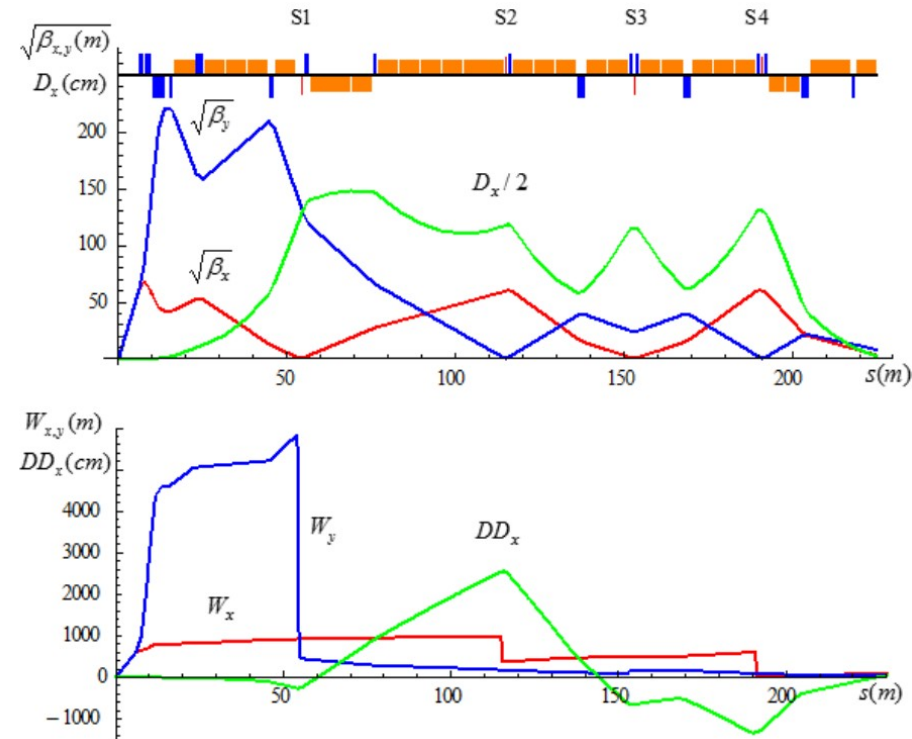 S1 S2 S3 S4
√β_{x,y}(m)
D_x(cm)
200
150
100
50
√β_y
√β_x
D_x / 2
50 100 150 200 s(m)
W_{x,y}(m)
DD_x(cm)
4000
3000
2000
1000
0
−1000
W_y
W_x
DD_x
50 100 150 200 s(m)